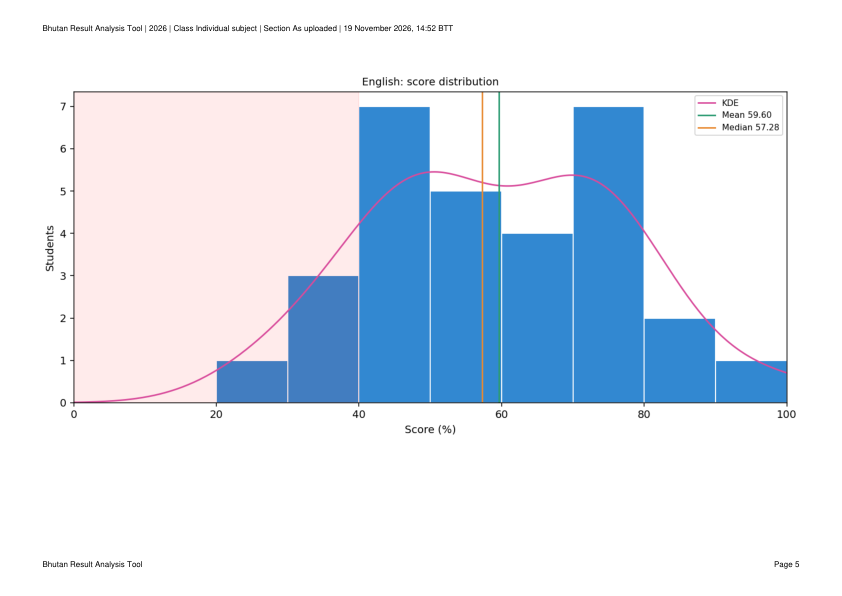 Bhutan Result Analysis Tool | 2026 | Class Individual subject | Section As uploaded | 19 November 2026, 14:52 BTT
English: score distribution
KDE
Mean 59.60
Median 57.28
7
6
5
4
3
2
1
0
Students
0 20 40 60 80 100
Score (%)
Bhutan Result Analysis Tool Page 5